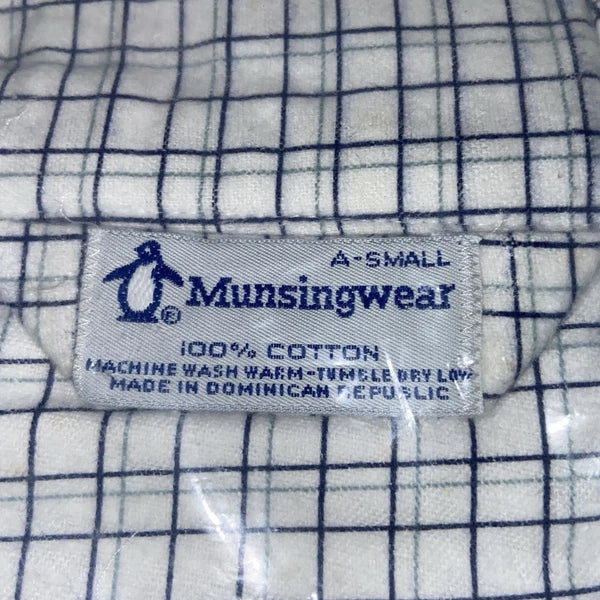 A-SMALL
Munsingwear®
100% COTTON
MACHINE WASH WARM-TUMBLE DRY LOW
MADE IN DOMINICAN REPUBLIC